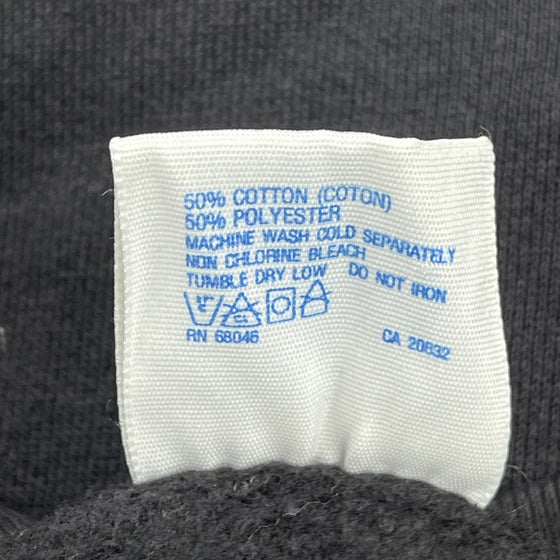 50% COTTON (COTON)
50% POLYESTER
MACHINE WASH COLD SEPARATELY
NON CHLORINE BLEACH
TUMBLE DRY LOW DO NOT IRON
CL
RN 68046 CA 20832